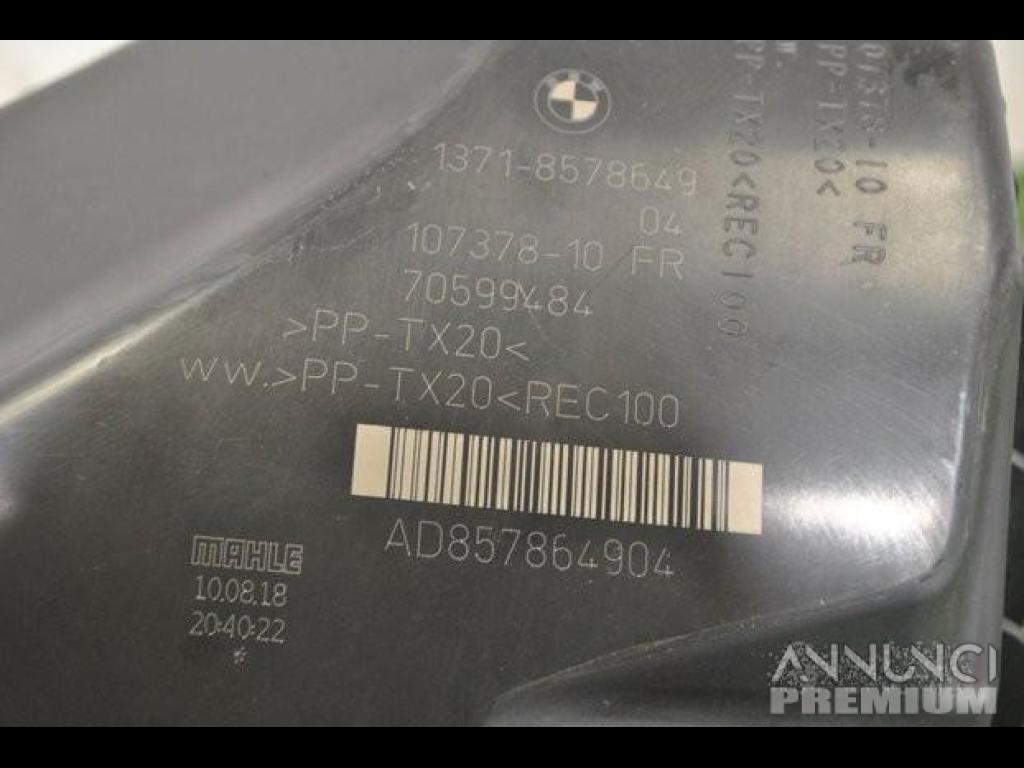 1371-8578649
04
107378-10 FR
70599484
>PP-TX20<
WW.>PP-TX20<REC100
AD857864904
MAHLE
10.08.18
20:40:22
*
-10 FR
PP-TX20<
PP-TX20<REC100
ANNUNCI
PREMIUM